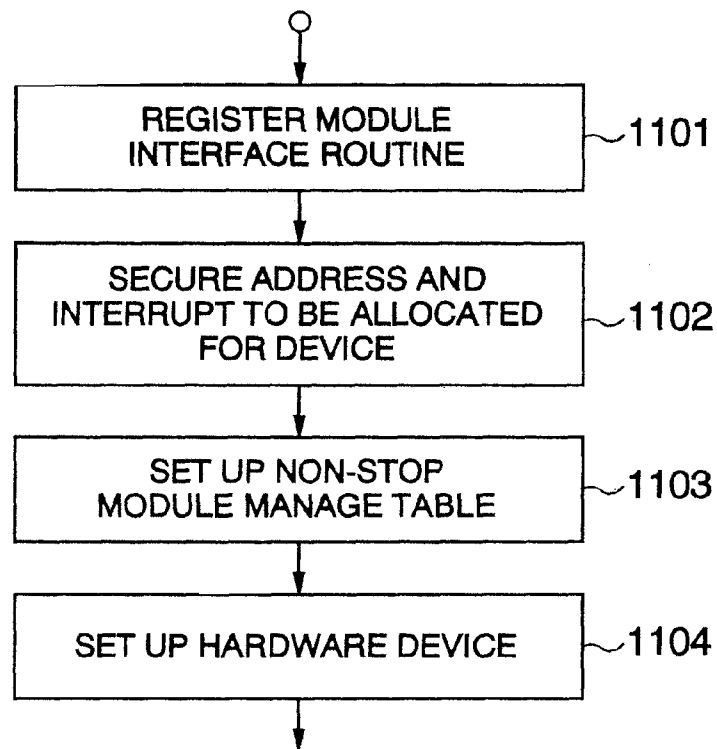 REGISTER MODULE
INTERFACE ROUTINE
1101
SECURE ADDRESS AND
INTERRUPT TO BE ALLOCATED
FOR DEVICE
1102
SET UP NON-STOP
MODULE MANAGE TABLE
1103
SET UP HARDWARE DEVICE
1104